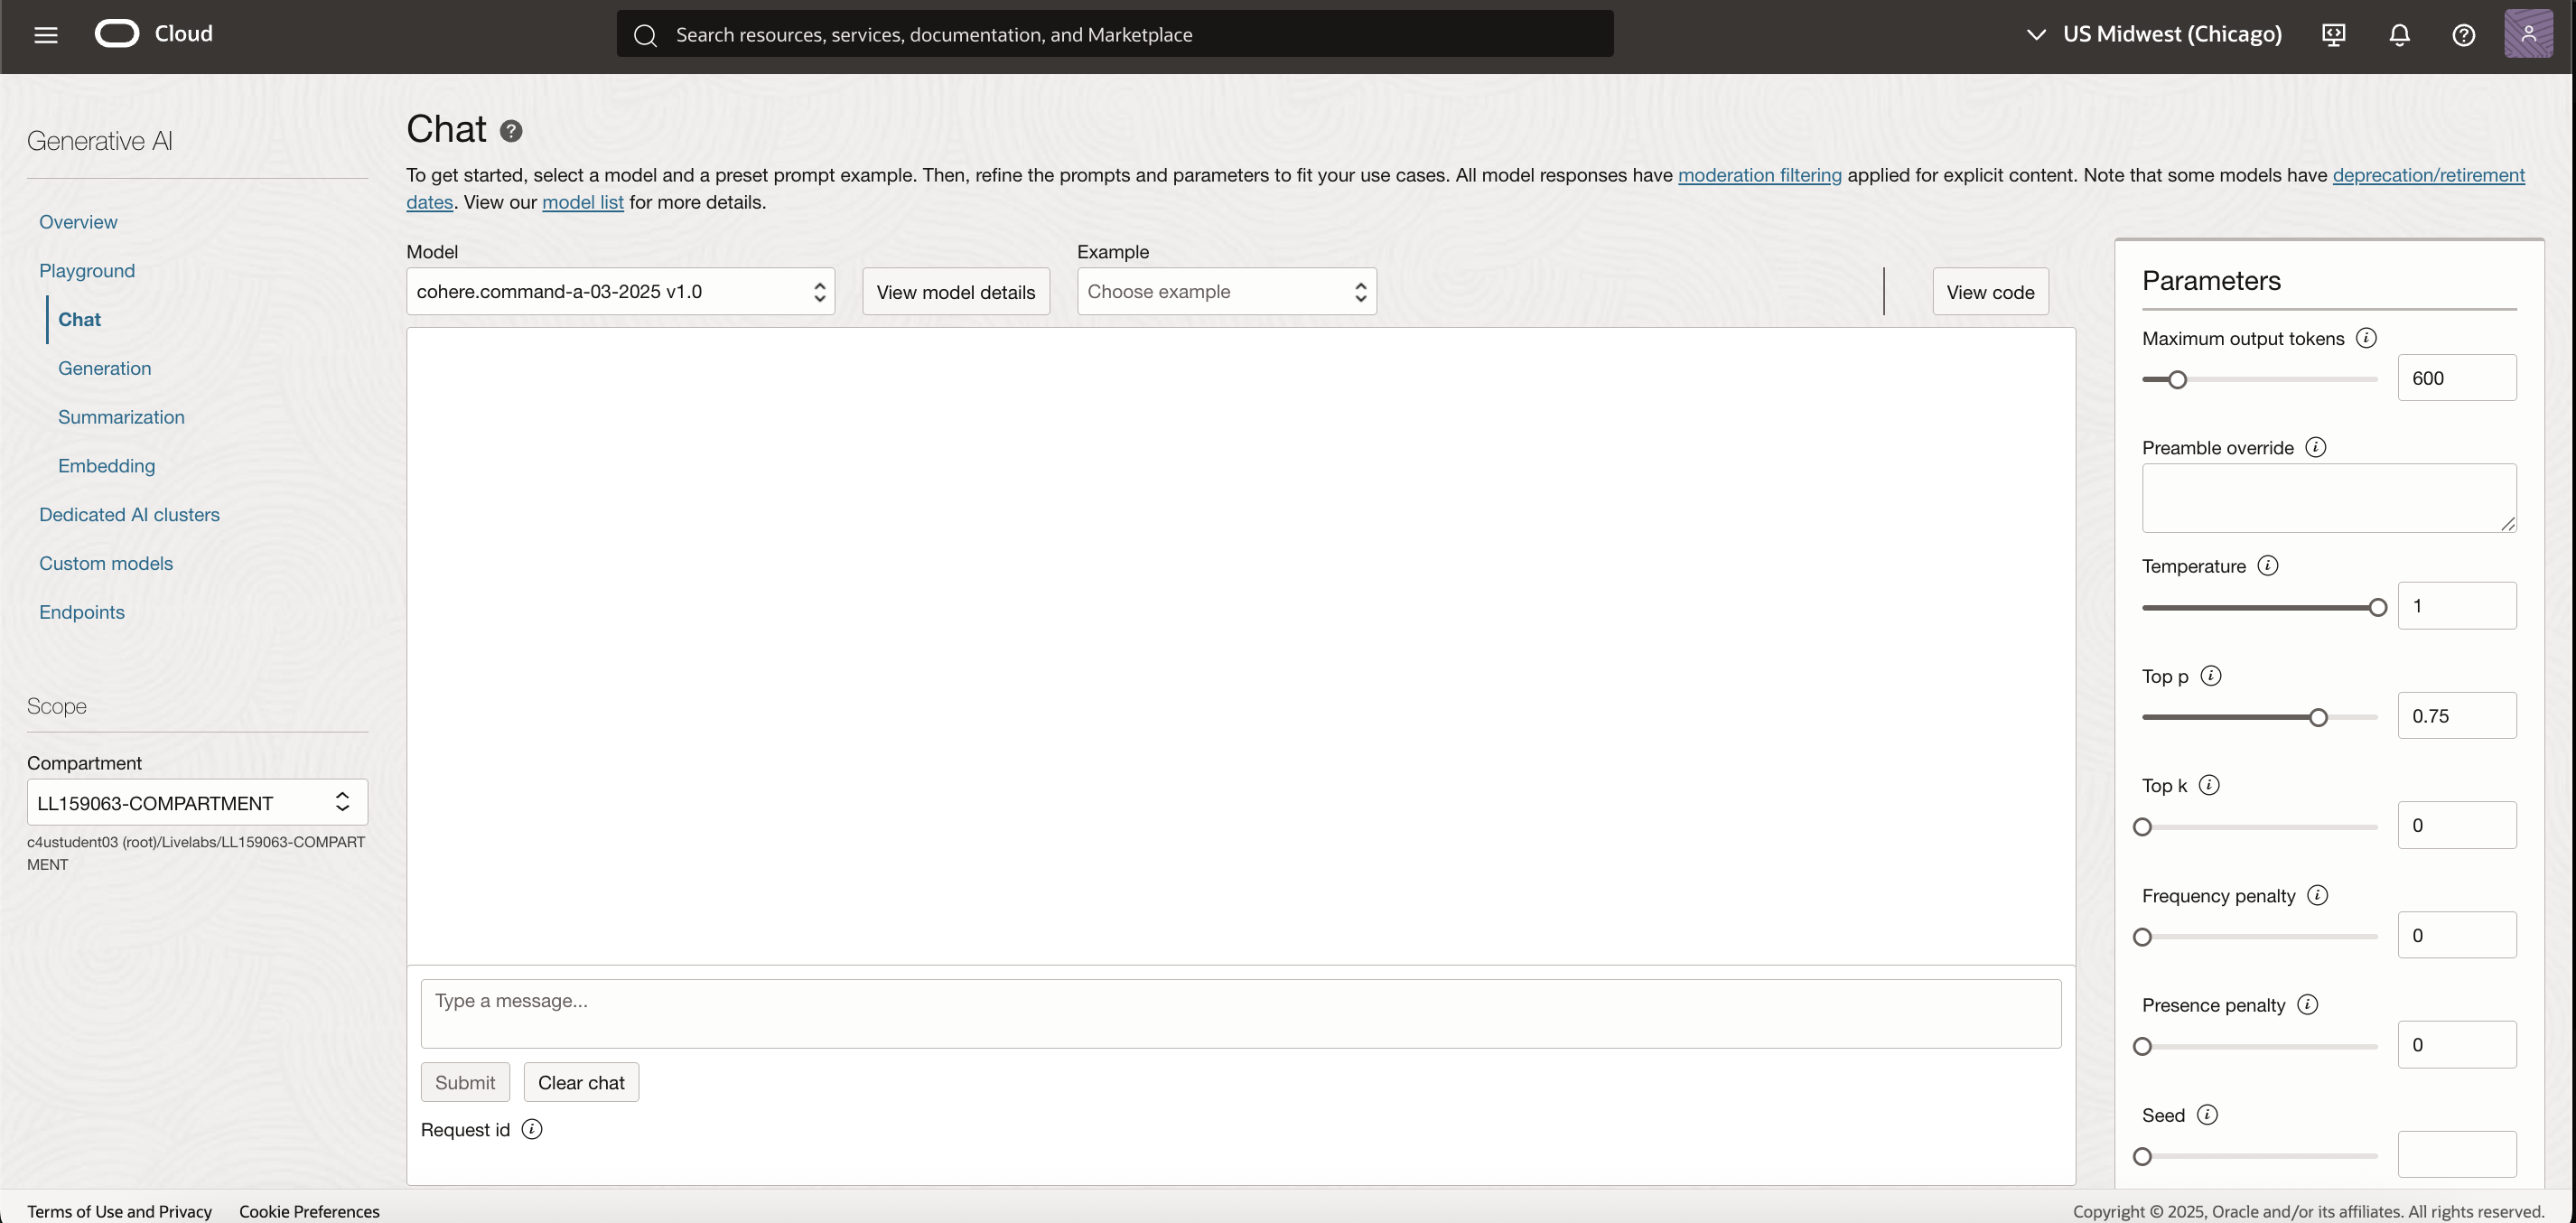 Cloud
Search resources, services, documentation, and Marketplace
US Midwest (Chicago)
Generative AI
Overview
Playground
Chat
Generation
Summarization
Embedding
Dedicated AI clusters
Custom models
Endpoints
Scope
Compartment
LL159063-COMPARTMENT
c4ustudent03 (root)/Livelabs/LL159063-COMPART
MENT
Chat
To get started, select a model and a preset prompt example. Then, refine the prompts and parameters to fit your use cases. All model responses have moderation filtering applied for explicit content. Note that some models have deprecation/retirement
dates. View our model list for more details.
Model
cohere.command-a-03-2025 v1.0
View model details
Example
Choose example
View code
Type a message...
Submit
Clear chat
Request id
Parameters
Maximum output tokens
600
Preamble override
Temperature
1
Top p
0.75
Top k
0
Frequency penalty
0
Presence penalty
0
Seed
Terms of Use and Privacy
Cookie Preferences
Copyright © 2025, Oracle and/or its affiliates. All rights reserved.